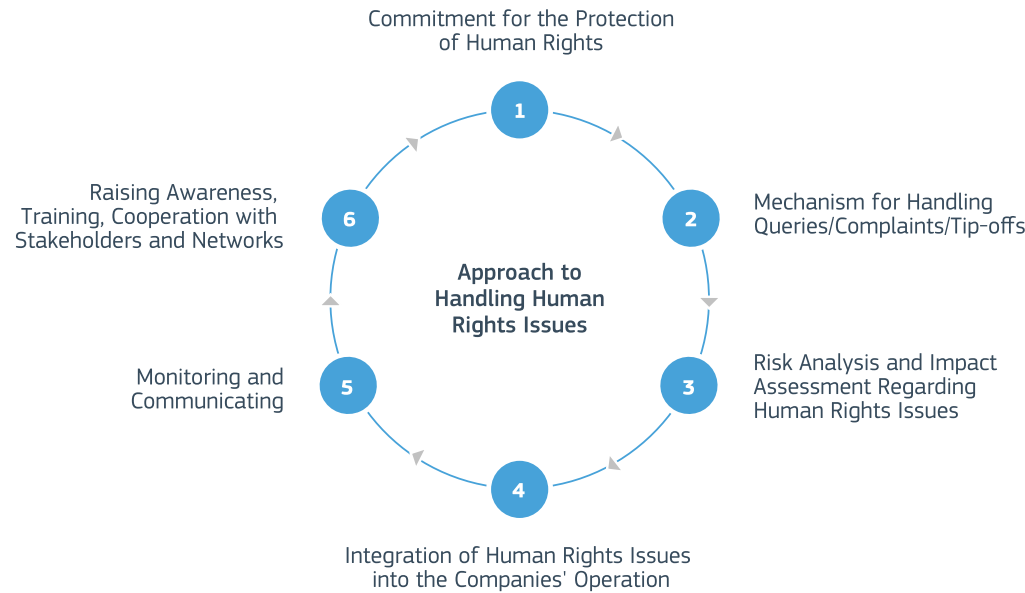 Commitment for the Protection
of Human Rights
1
2
Mechanism for Handling
Queries/Complaints/Tip-offs
3
Risk Analysis and Impact
Assessment Regarding
Human Rights Issues
4
Integration of Human Rights Issues
into the Companies' Operation
5
Monitoring and
Communicating
6
Raising Awareness,
Training, Cooperation with
Stakeholders and Networks
Approach to
Handling Human
Rights Issues